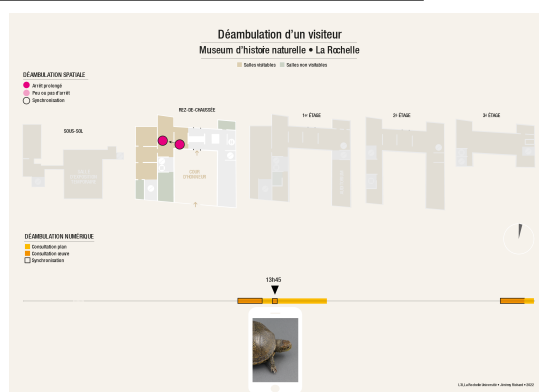 Déambulation d'un visiteur
Museum d'histoire naturelle • La Rochelle
Salles visitables Salles non visitables
DÉAMBULATION SPATIALE
Arrêt prolongé
Peu ou pas d'arrêt
Synchronisation
SOUS-SOL
REZ-DE-CHAUSSÉE
1er ÉTAGE
2e ÉTAGE
3e ÉTAGE
COUR
D'HONNEUR
DÉAMBULATION NUMÉRIQUE
Consultation plan
Consultation œuvre
Synchronisation
13h45